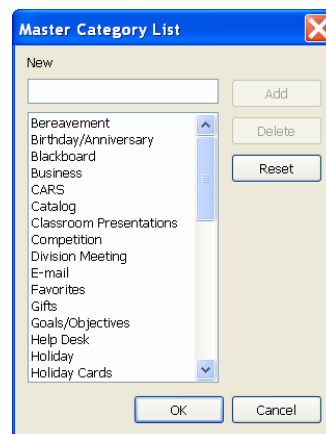 Master Category List
New
Add
Delete
Reset
Bereavement
Birthday/Anniversary
Blackboard
Business
CARS
Catalog
Classroom Presentations
Competition
Division Meeting
E-mail
Favorites
Gifts
Goals/Objectives
Help Desk
Holiday
Holiday Cards
OK
Cancel